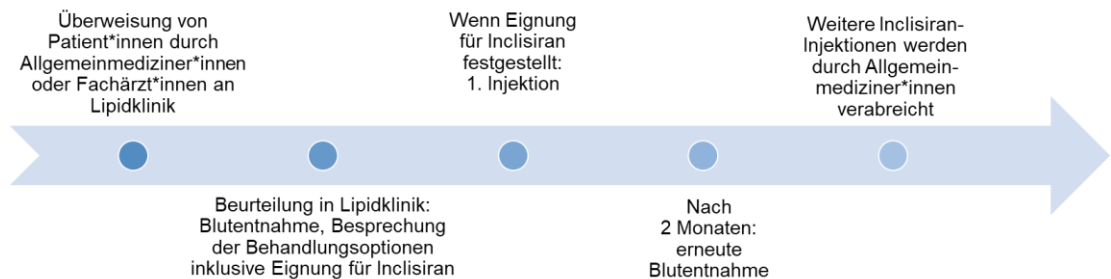 Überweisung von
Patient*innen durch
Allgemeinmediziner*innen
oder Fachärzt*innen an
Lipidklinik
Beurteilung in Lipidklinik:
Blutentnahme, Besprechung
der Behandlungsoptionen
inklusive Eignung für Inclisiran
Wenn Eignung
für Inclisiran
festgestellt:
1. Injektion
Nach
2 Monaten:
erneute
Blutentnahme
Weitere Inclisiran-
Injektionen werden
durch Allgemein-
mediziner*innen
verabreicht